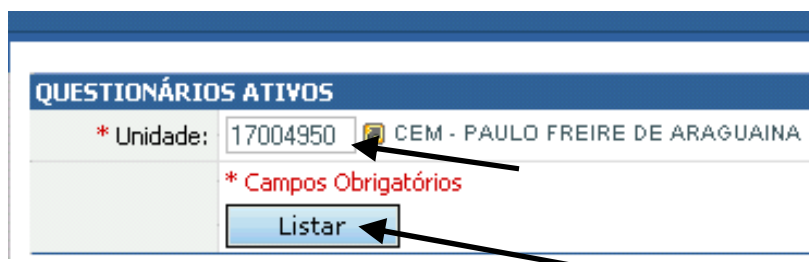 QUESTIONÁRIOS ATIVOS
* Unidade: 17004950 CEM - PAULO FREIRE DE ARAGUAINA
* Campos Obrigatórios
Listar